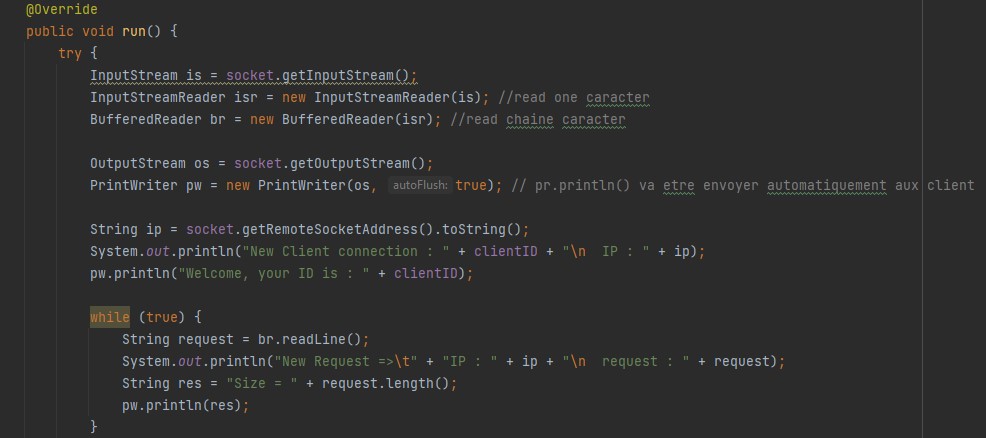 @Override
public void run() {
try {
InputStream is = socket.getInputStream();
InputStreamReader isr = new InputStreamReader(is); //read one caracter
BufferedReader br = new BufferedReader(isr); //read chaine caracter
OutputStream os = socket.getOutputStream();
PrintWriter pw = new PrintWriter(os, autoFlush: true); // pr.println() va etre envoyer automatiquement aux client
String ip = socket.getRemoteSocketAddress().toString();
System.out.println("New Client connection : " + clientID + "\n  IP : " + ip);
pw.println("Welcome, your ID is : " + clientID);
while (true) {
String request = br.readLine();
System.out.println("New Request =>\t" + "IP : " + ip + "\n  request : " + request);
String res = "Size = " + request.length();
pw.println(res);
}